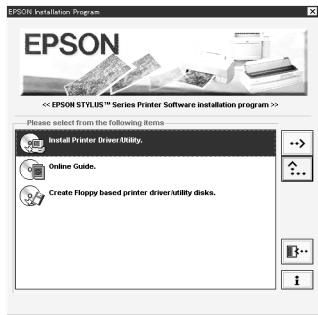 EPSON Installation Program
EPSON
<< EPSON STYLUS™ Series Printer Software installation program >>
Please select from the following items
Install Printer Driver/Utility.
Online Guide.
Create Floppy based printer driver/utility disks.
i